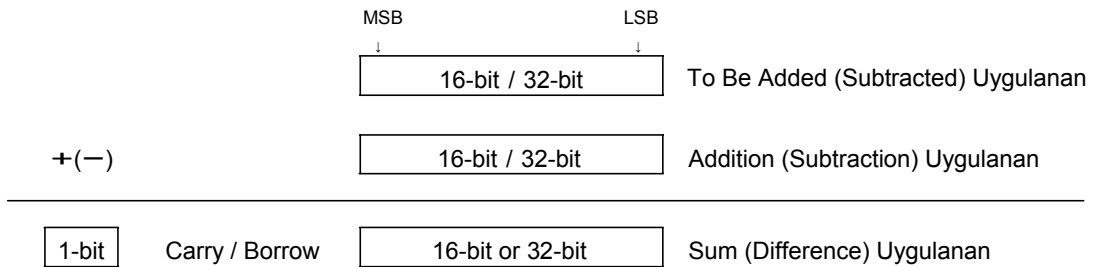 MSB LSB
↓ ↓
16-bit / 32-bit To Be Added (Subtracted) Uygulanan
+(−) 16-bit / 32-bit Addition (Subtraction) Uygulanan
1-bit Carry / Borrow 16-bit or 32-bit Sum (Difference) Uygulanan